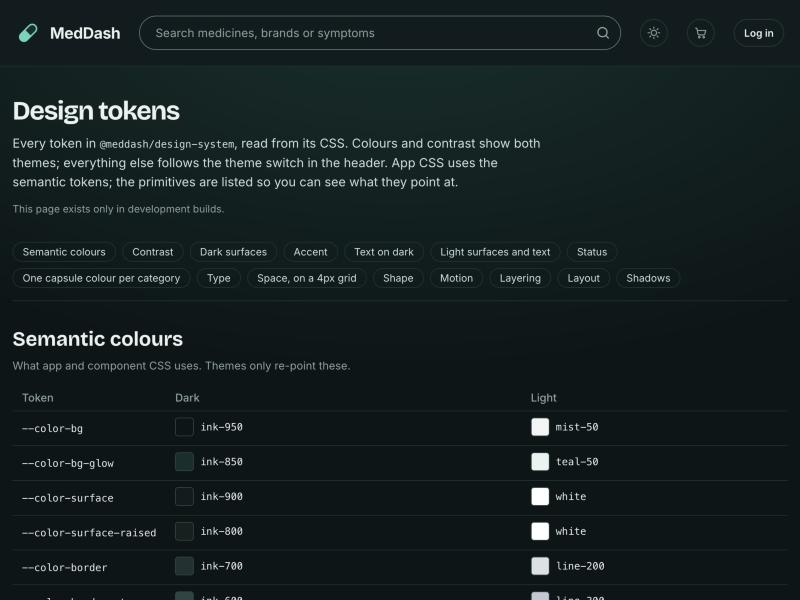 MedDash
Search medicines, brands or symptoms
Log in
Design tokens
Every token in @meddash/design-system, read from its CSS. Colours and contrast show both
themes; everything else follows the theme switch in the header. App CSS uses the
semantic tokens; the primitives are listed so you can see what they point at.
This page exists only in development builds.
Semantic colours Contrast Dark surfaces Accent Text on dark Light surfaces and text Status
One capsule colour per category Type Space, on a 4px grid Shape Motion Layering Layout Shadows
Semantic colours
What app and component CSS uses. Themes only re-point these.
Token Dark Light
--color-bg ink-950 mist-50
--color-bg-glow ink-850 teal-50
--color-surface ink-900 white
--color-surface-raised ink-800 white
--color-border ink-700 line-200